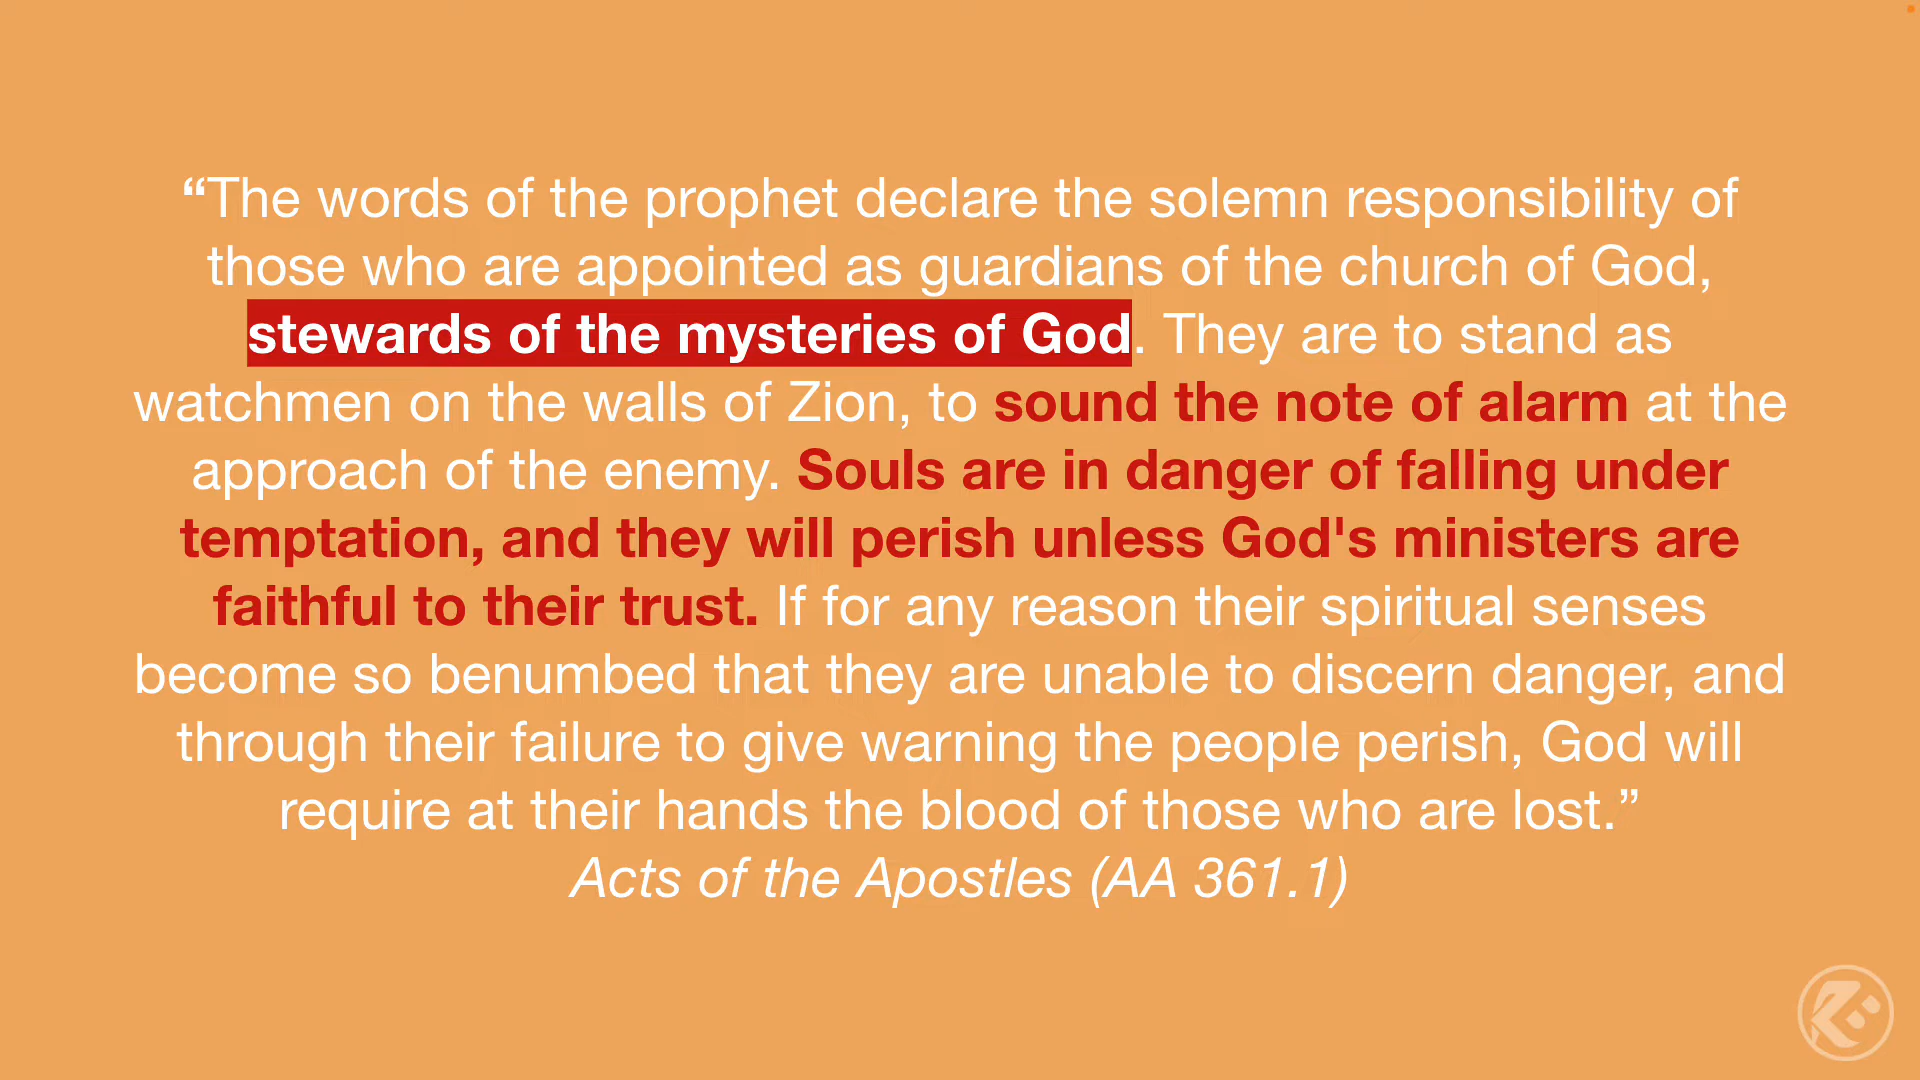 “The words of the prophet declare the solemn responsibility of
those who are appointed as guardians of the church of God,
stewards of the mysteries of God. They are to stand as
watchmen on the walls of Zion, to sound the note of alarm at the
approach of the enemy. Souls are in danger of falling under
temptation, and they will perish unless God's ministers are
faithful to their trust. If for any reason their spiritual senses
become so benumbed that they are unable to discern danger, and
through their failure to give warning the people perish, God will
require at their hands the blood of those who are lost.”
Acts of the Apostles (AA 361.1)